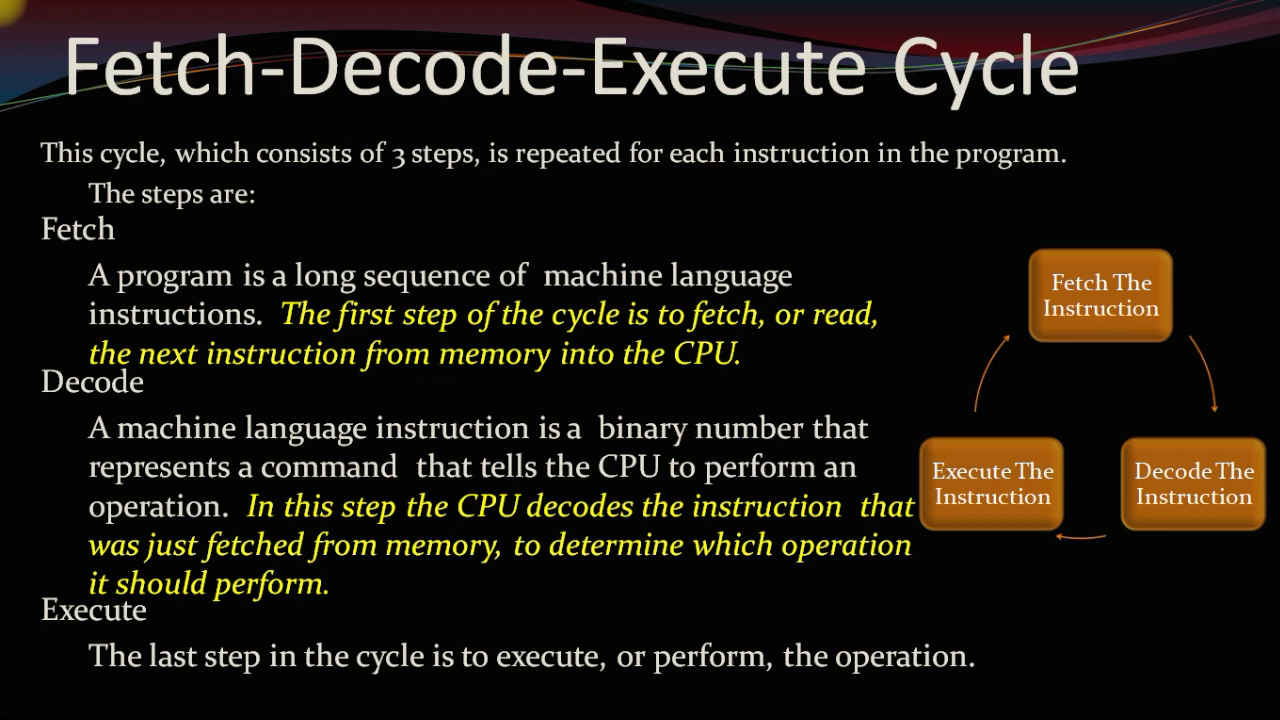 Fetch-Decode-Execute Cycle
This cycle, which consists of 3 steps, is repeated for each instruction in the program.
The steps are:
Fetch
A program is a long sequence of machine language
instructions. The first step of the cycle is to fetch, or read,
the next instruction from memory into the CPU.
Decode
A machine language instruction is a binary number that
represents a command that tells the CPU to perform an
operation. In this step the CPU decodes the instruction that
was just fetched from memory, to determine which operation
it should perform.
Execute
The last step in the cycle is to execute, or perform, the operation.
Fetch The
Instruction
Decode The
Instruction
Execute The
Instruction